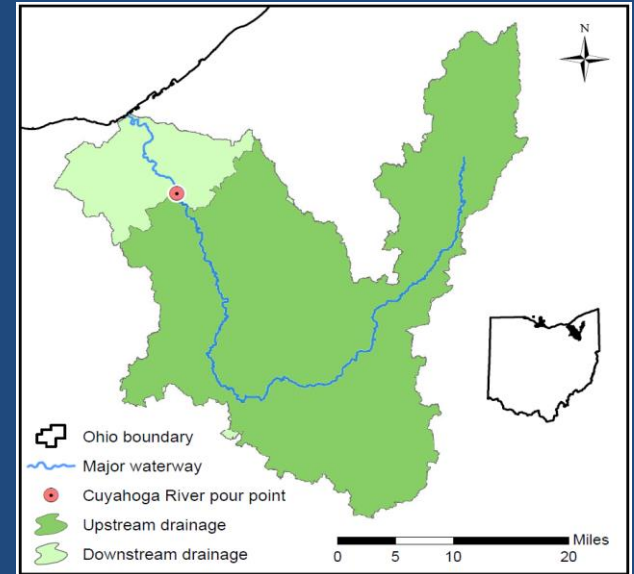 N
Ohio boundary
Major waterway
Cuyahoga River pour point
Upstream drainage
Downstream drainage
Miles
0 5 10 20